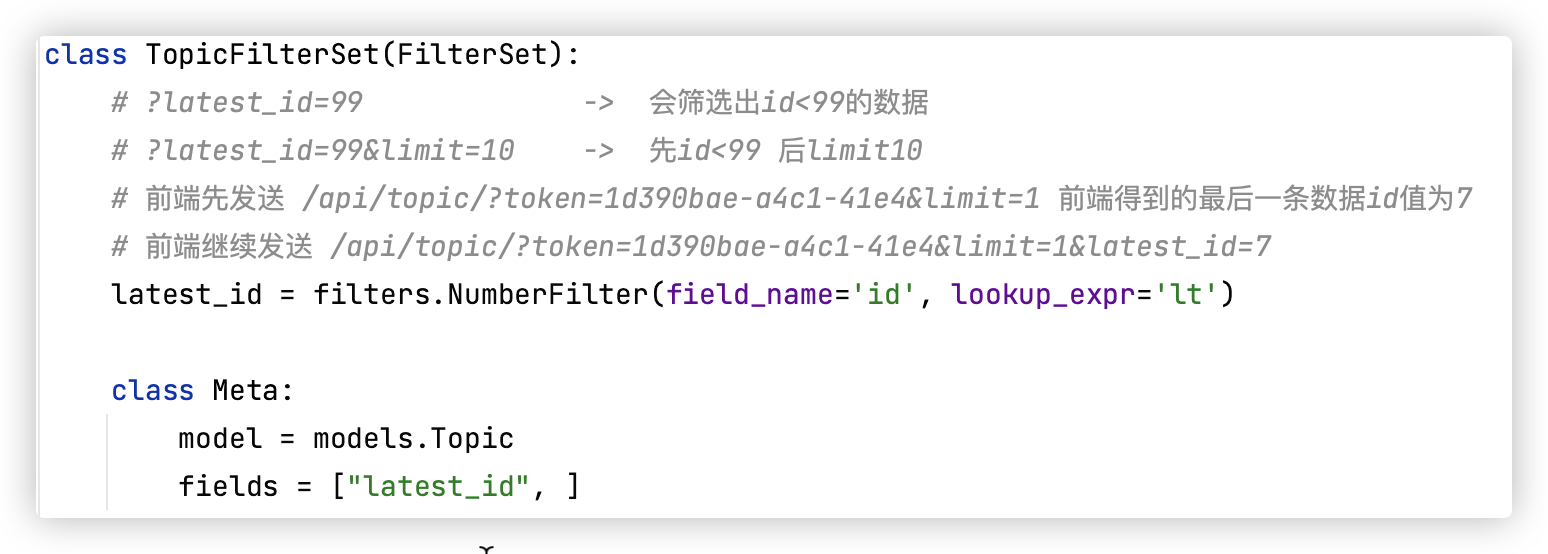 class TopicFilterSet(FilterSet):
    # ?latest_id=99             ->  会筛选出id<99的数据
    # ?latest_id=99&limit=10    ->  先id<99 后limit10
    # 前端先发送 /api/topic/?token=1d390bae-a4c1-41e4&limit=1 前端得到的最后一条数据id值为7
    # 前端继续发送 /api/topic/?token=1d390bae-a4c1-41e4&limit=1&latest_id=7
    latest_id = filters.NumberFilter(field_name='id', lookup_expr='lt')
    class Meta:
        model = models.Topic
        fields = ["latest_id", ]